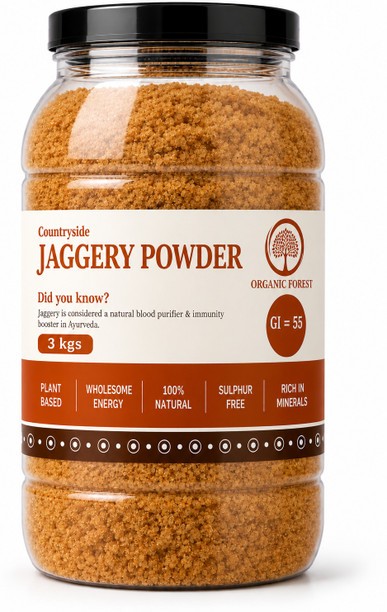 Countryside
JAGGERY POWDER
ORGANIC FOREST
Did you know?
Jaggery is considered a natural blood purifier & immunity
booster in Ayurveda.
GI = 55
3 kgs
PLANT
BASED
WHOLESOME
ENERGY
100%
NATURAL
SULPHUR
FREE
RICH IN
MINERALS